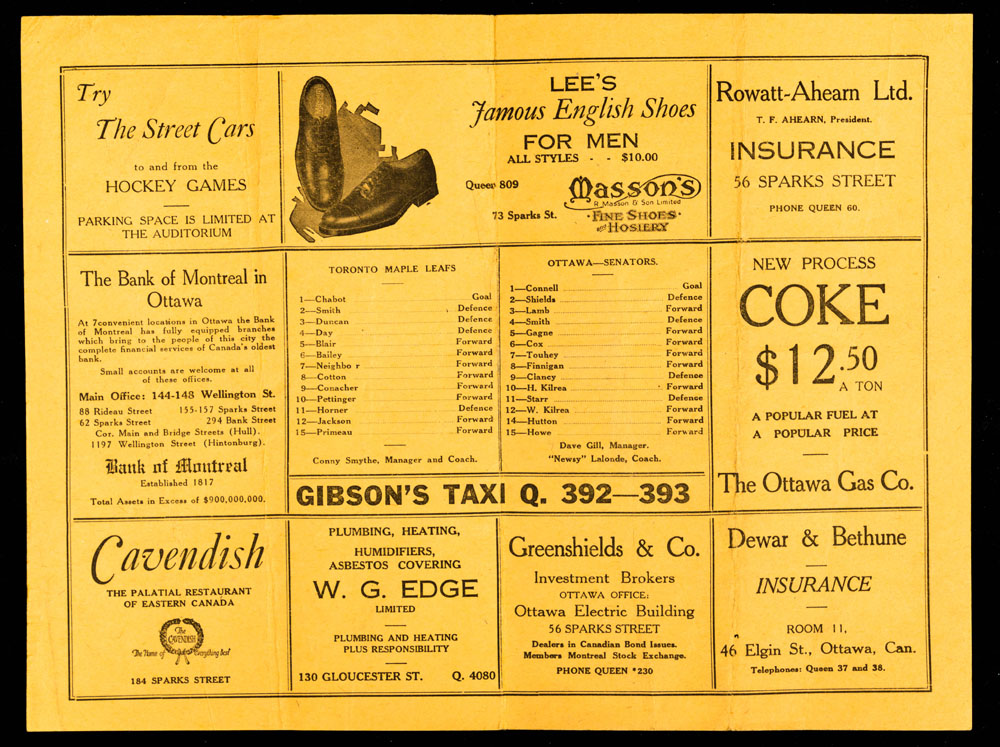 Try
The Street Cars
to and from the
HOCKEY GAMES
PARKING SPACE IS LIMITED AT
THE AUDITORIUM
LEE'S
Famous English Shoes
FOR MEN
ALL STYLES - - $10.00
Queen 809
73 Sparks St.
Masson's
R. Masson & Son Limited
FINE SHOES
and HOSIERY
Rowatt-Ahearn Ltd.
T. F. AHEARN, President.
INSURANCE
56 SPARKS STREET
PHONE QUEEN 60.
The Bank of Montreal in
Ottawa
At 7convenient locations in Ottawa the Bank
of Montreal has fully equipped branches
which bring to the people of this city the
complete financial services of Canada's oldest
bank.
Small accounts are welcome at all
of these offices.
Main Office: 144-148 Wellington St.
88 Rideau Street 155-157 Sparks Street
62 Sparks Street 294 Bank Street
Cor. Main and Bridge Streets (Hull).
1197 Wellington Street (Hintonburg).
Bank of Montreal
Established 1817
Total Assets in Excess of $900,000,000.
TORONTO MAPLE LEAFS
1—Chabot Goal
2—Smith Defence
3—Duncan Defence
4—Day Defence
5—Blair Forward
6—Bailey Forward
7—Neighbo r Forward
8—Cotton Forward
9—Conacher Forward
10—Pettinger Forward
11—Horner Defence
12—Jackson Forward
15—Primeau Forward
Conny Smythe, Manager and Coach.
OTTAWA—SENATORS.
1—Connell Goal
2—Shields Defence
3—Lamb Forward
4—Smith Defence
5—Gagne Forward
6—Cox Forward
7—Touhey Forward
8—Finnigan Forward
9—Clancy Defence
10—H. Kilrea Forward
11—Starr Defence
12—W. Kilrea Forward
14—Hutton Forward
15—Howe Forward
Dave Gill, Manager.
"Newsy" Lalonde, Coach.
GIBSON'S TAXI Q. 392—393
NEW PROCESS
COKE
$12.50
A TON
A POPULAR FUEL AT
A POPULAR PRICE
The Ottawa Gas Co.
Cavendish
THE PALATIAL RESTAURANT
OF EASTERN CANADA
The
CAVENDISH
The Name of Everything best
184 SPARKS STREET
PLUMBING, HEATING,
HUMIDIFIERS,
ASBESTOS COVERING
W. G. EDGE
LIMITED
PLUMBING AND HEATING
PLUS RESPONSIBILITY
130 GLOUCESTER ST. Q. 4080
Greenshields & Co.
Investment Brokers
OTTAWA OFFICE:
Ottawa Electric Building
56 SPARKS STREET
Dealers in Canadian Bond Issues.
Members Montreal Stock Exchange.
PHONE QUEEN *230
Dewar & Bethune
INSURANCE
ROOM 11,
46 Elgin St., Ottawa, Can.
Telephones: Queen 37 and 38.